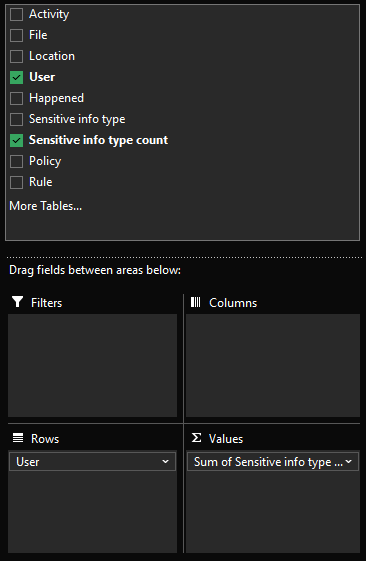 Activity
File
Location
User
Happened
Sensitive info type
Sensitive info type count
Policy
Rule
More Tables...
Drag fields between areas below:
Filters
Columns
Rows
Values
User
Sum of Sensitive info type ...